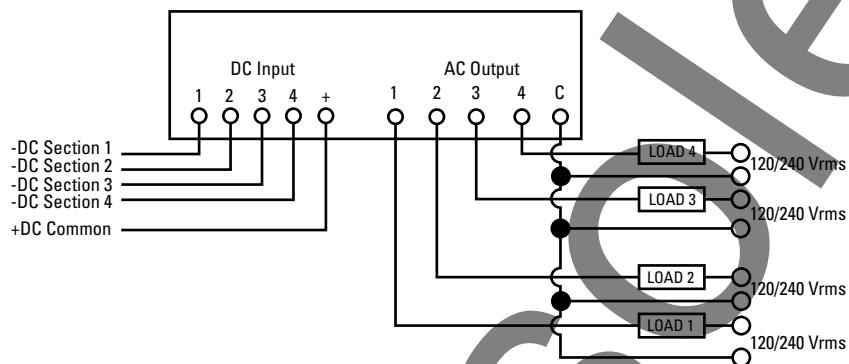 DC Input
AC Output
1 2 3 4 +
1 2 3 4 C
-DC Section 1
-DC Section 2
-DC Section 3
-DC Section 4
+DC Common
LOAD 4
120/240 Vrms
LOAD 3
120/240 Vrms
LOAD 2
120/240 Vrms
LOAD 1
120/240 Vrms